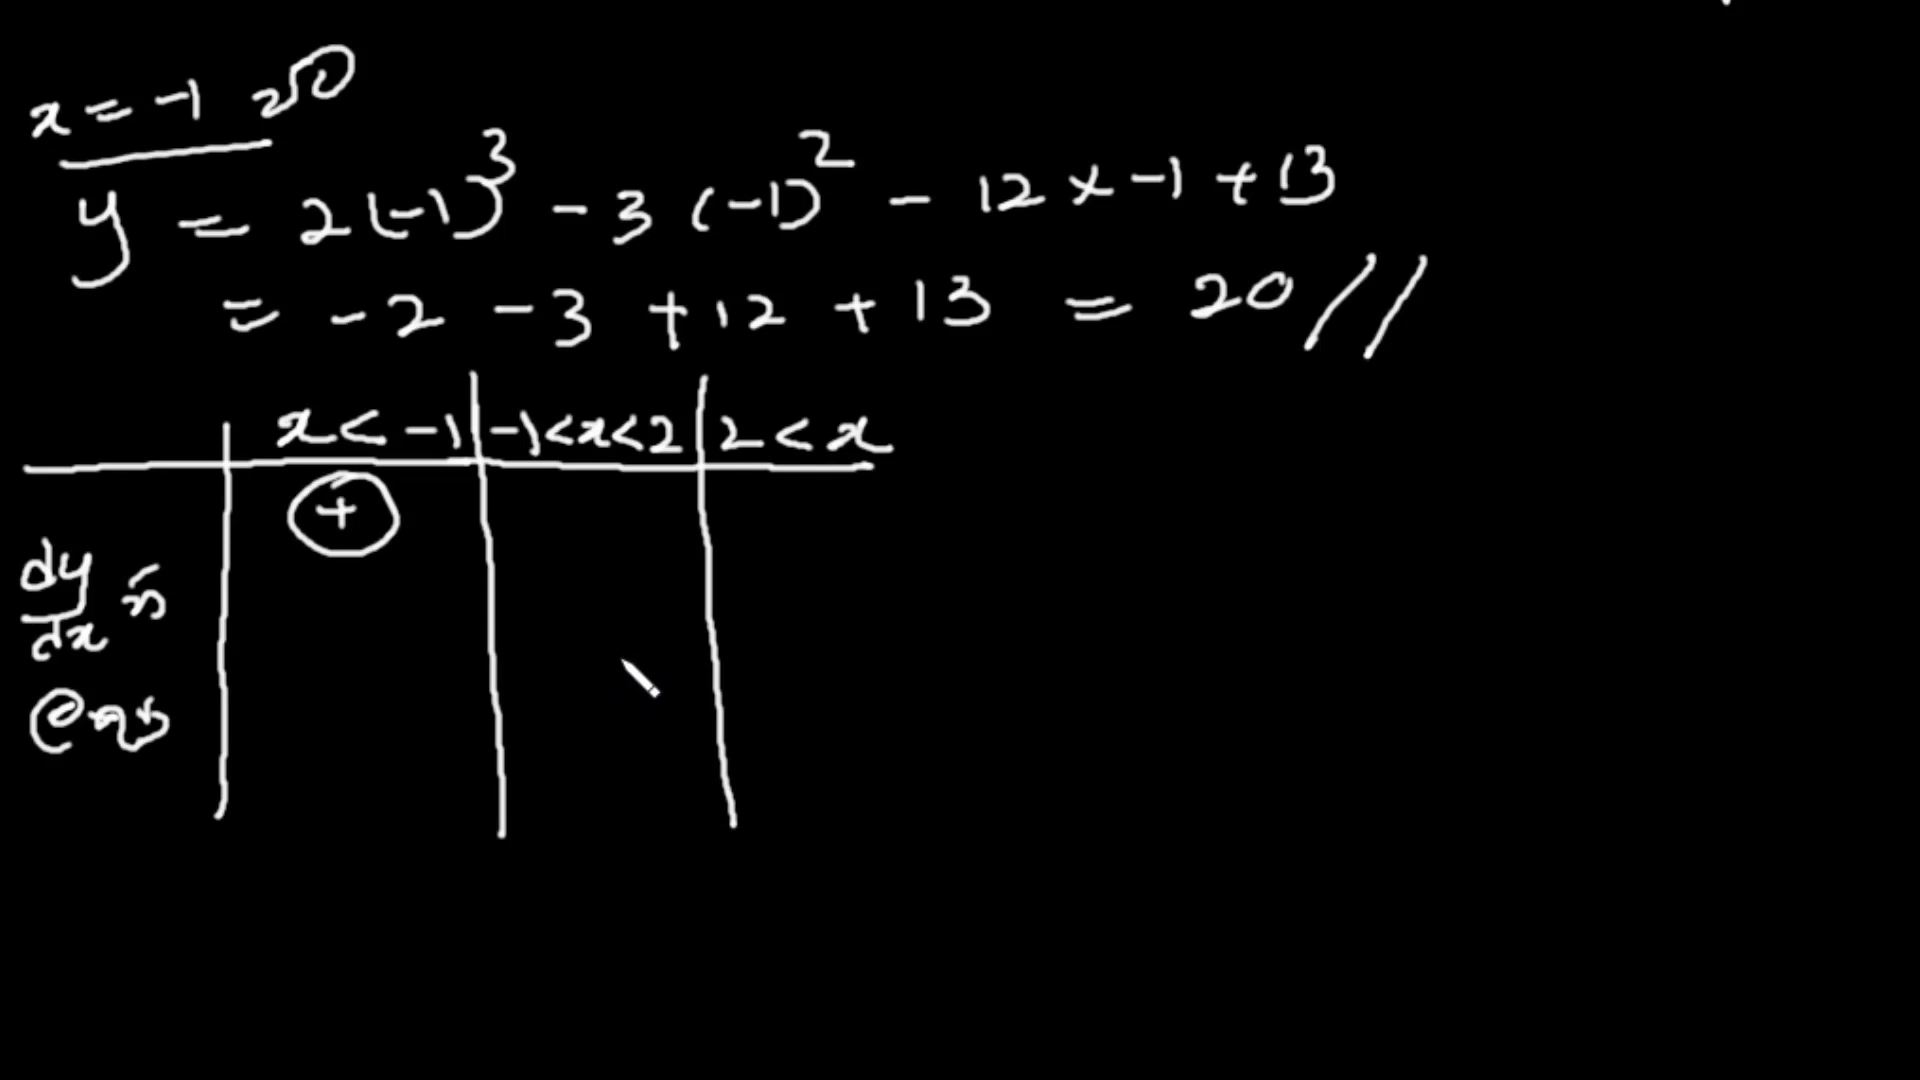 x = -1
y = 2(-1)³ - 3(-1)² - 12 × -1 + 13
= -2 - 3 + 12 + 13 = 20 //
x < -1 | -1 < x < 2 | 2 < x
+
dy/dx